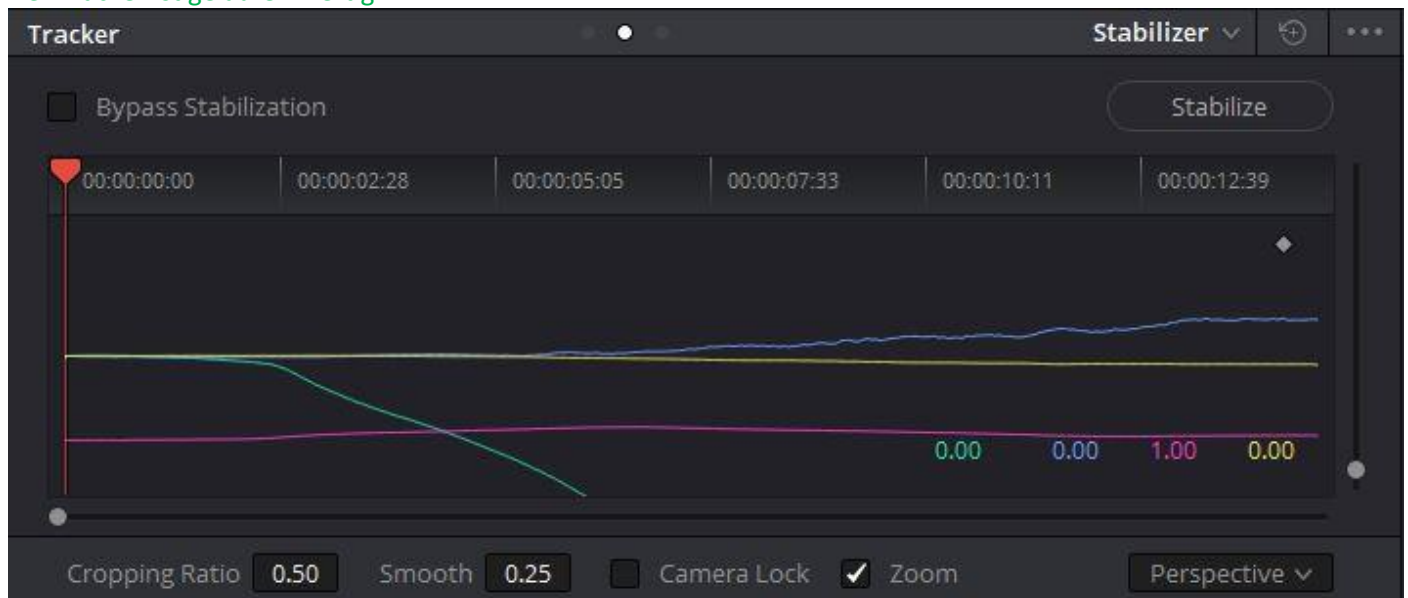 Tracker Stabilizer
Bypass Stabilization Stabilize
00:00:00:00 00:00:02:28 00:00:05:05 00:00:07:33 00:00:10:11 00:00:12:39
0.00 0.00 1.00 0.00
Cropping Ratio 0.50 Smooth 0.25 Camera Lock Zoom Perspective